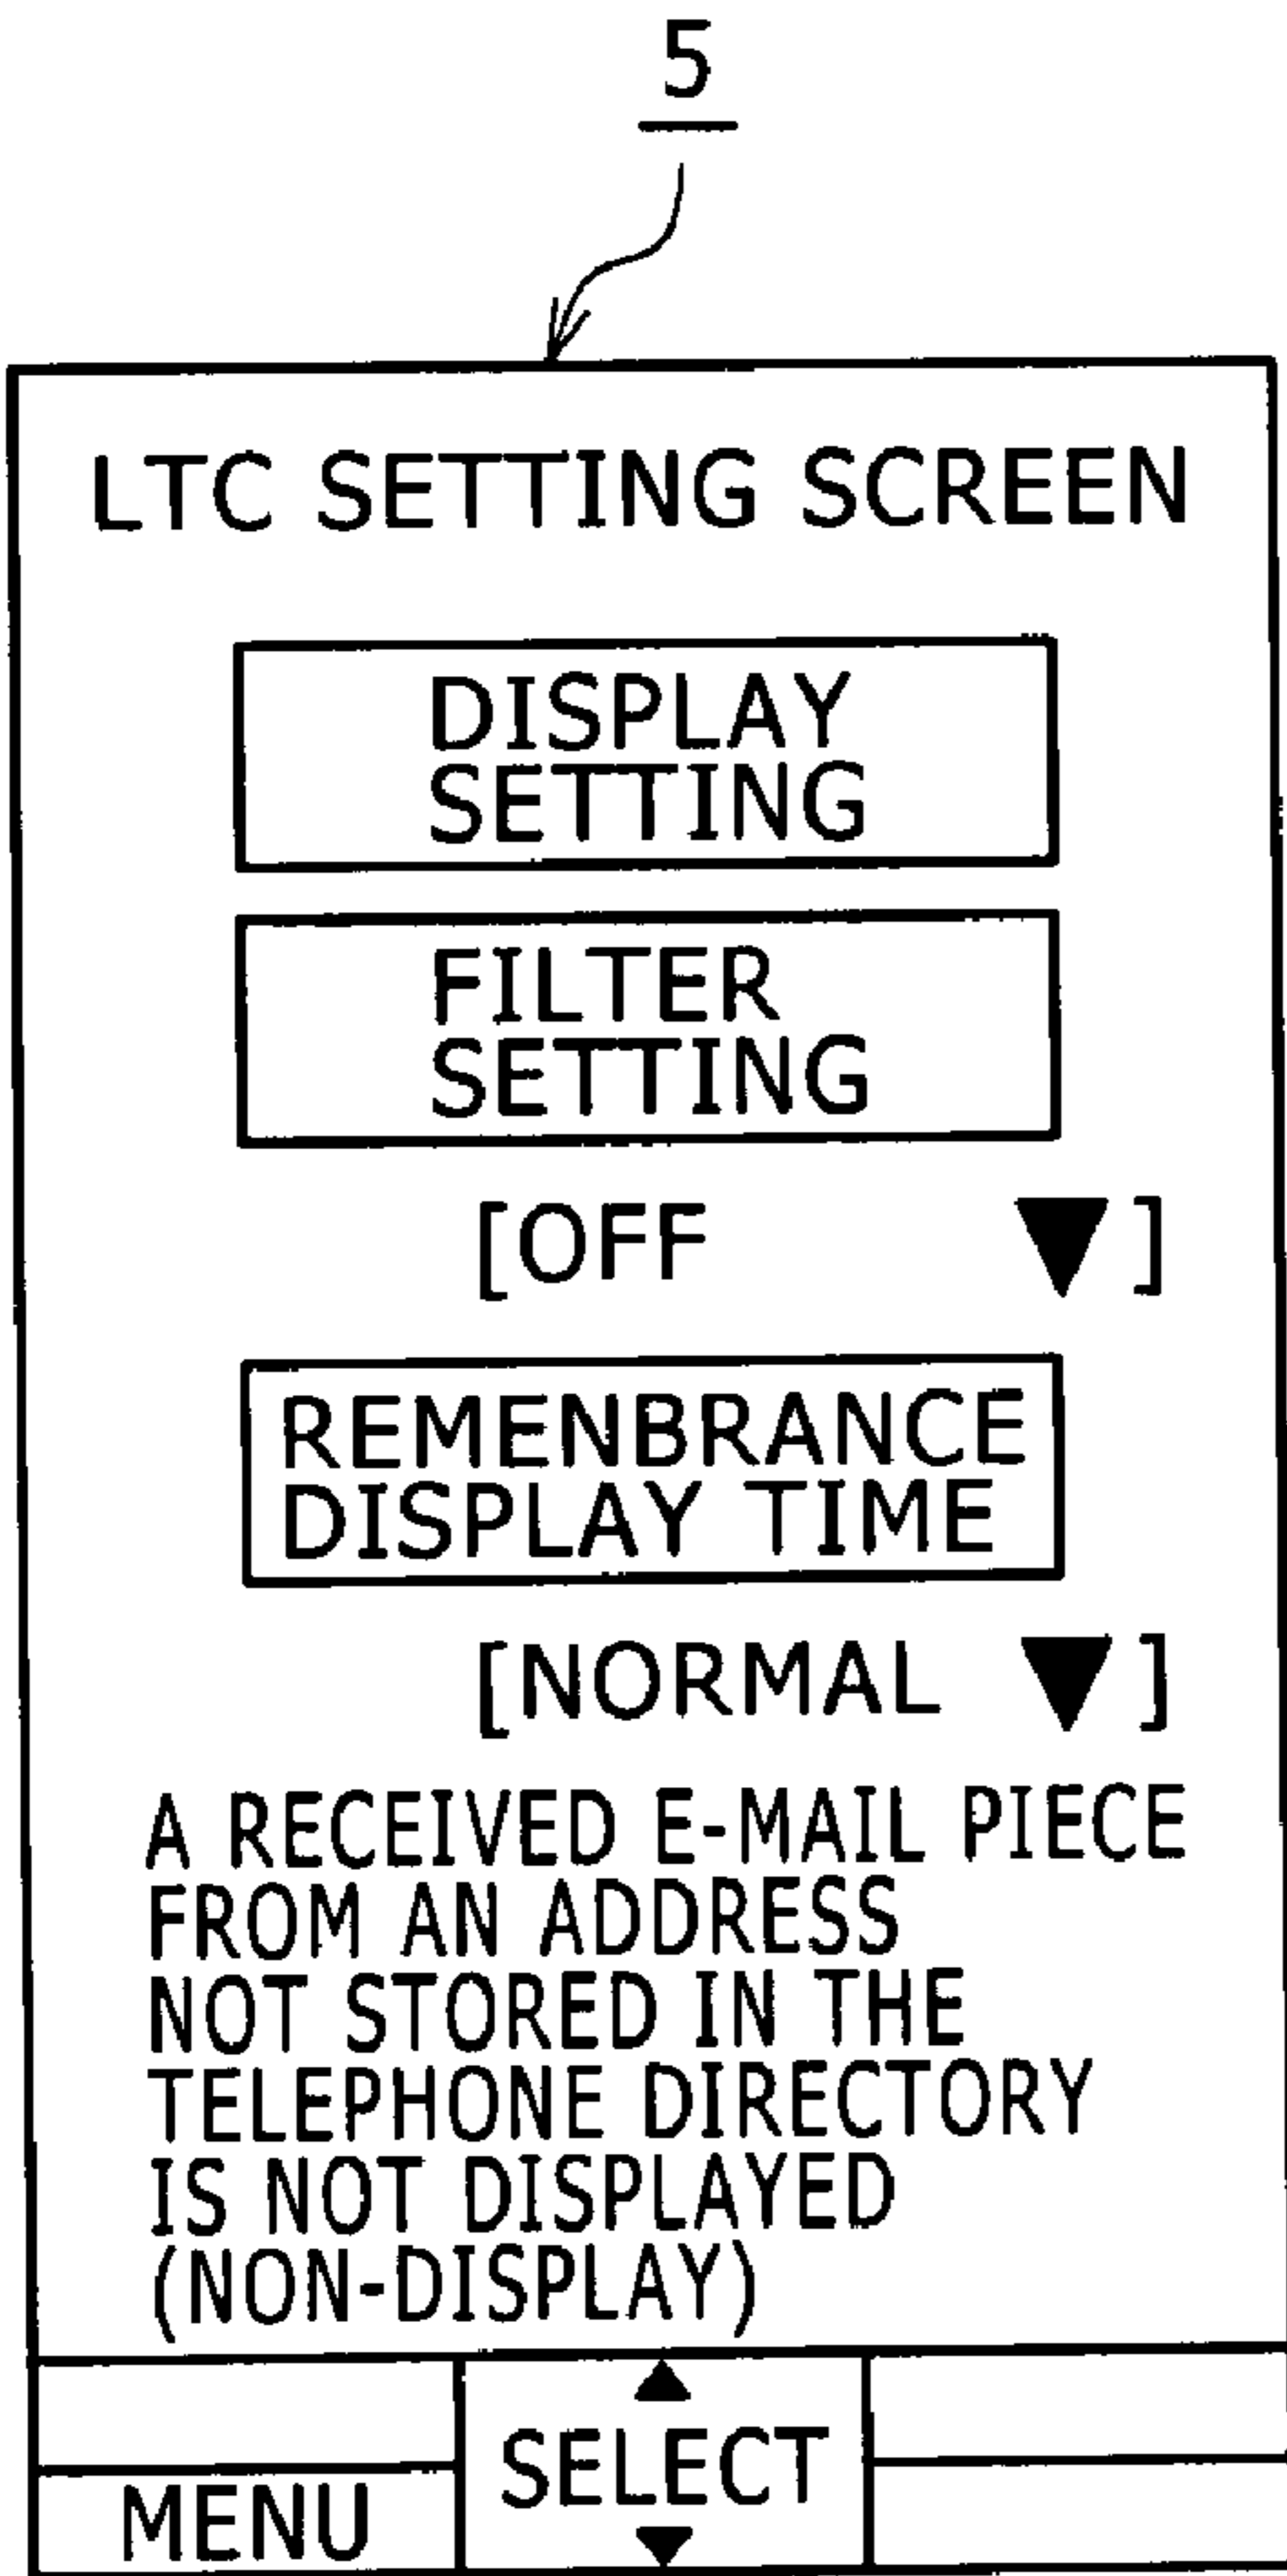 5
LTC SETTING SCREEN
DISPLAY
SETTING
FILTER
SETTING
[OFF ▼]
REMENBRANCE
DISPLAY TIME
[NORMAL ▼]
A RECEIVED E-MAIL PIECE
FROM AN ADDRESS
NOT STORED IN THE
TELEPHONE DIRECTORY
IS NOT DISPLAYED
(NON-DISPLAY)
SELECT
MENU